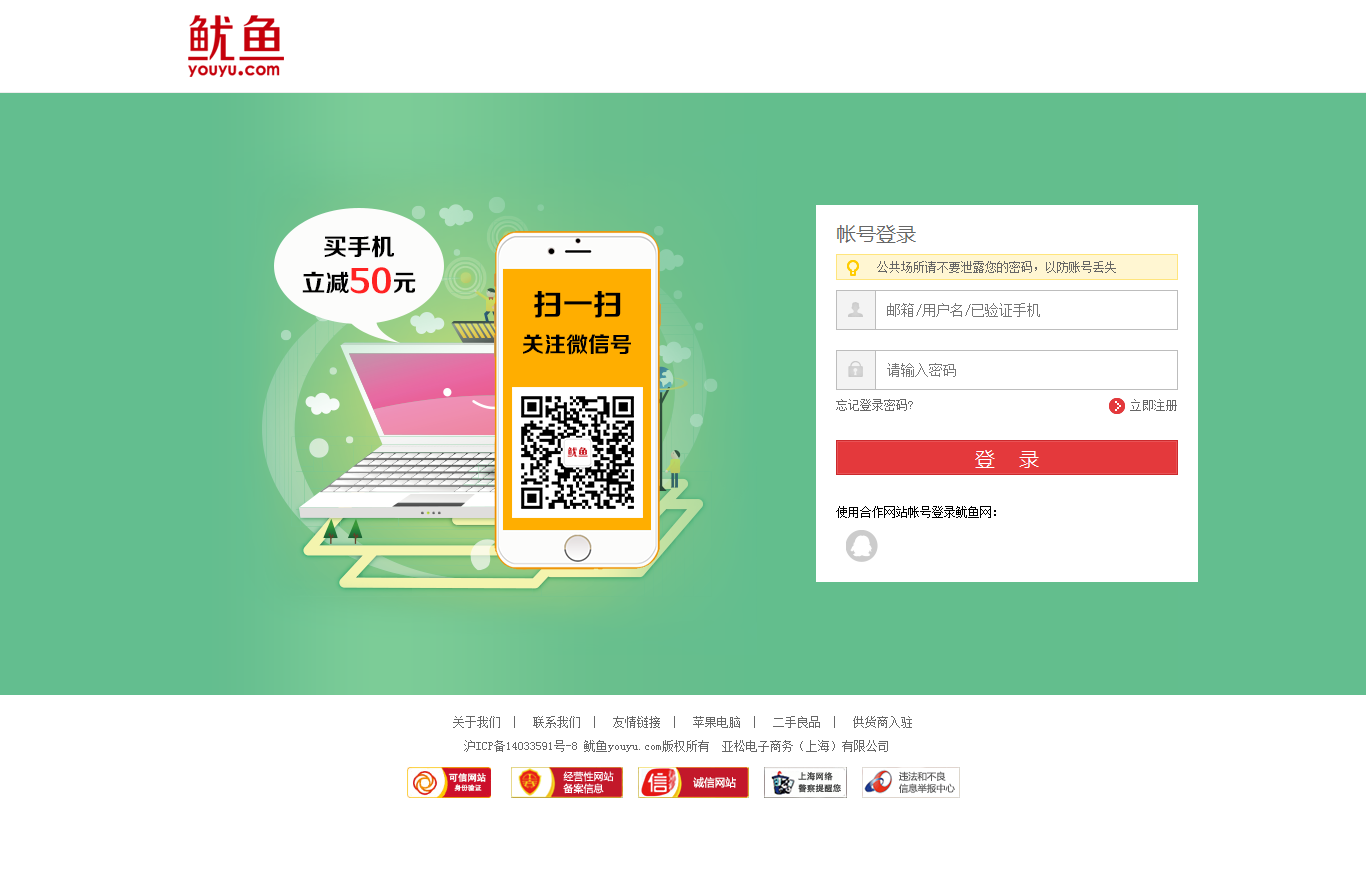 鱿鱼
youyu.com
买手机
立减50元
扫一扫
关注微信号
鱿鱼
帐号登录
公共场所请不要泄露您的密码，以防账号丢失
邮箱/用户名/已验证手机
请输入密码
忘记登录密码?
立即注册
登 录
使用合作网站帐号登录鱿鱼网：
关于我们 | 联系我们 | 友情链接 | 苹果电脑 | 二手良品 | 供货商入驻
沪ICP备14033591号-8 鱿鱼youyu.com版权所有 亚松电子商务（上海）有限公司
可信网站
身份验证
经营性网站
备案信息
信
诚信网站
上海网络
警察提醒您
违法和不良
信息举报中心